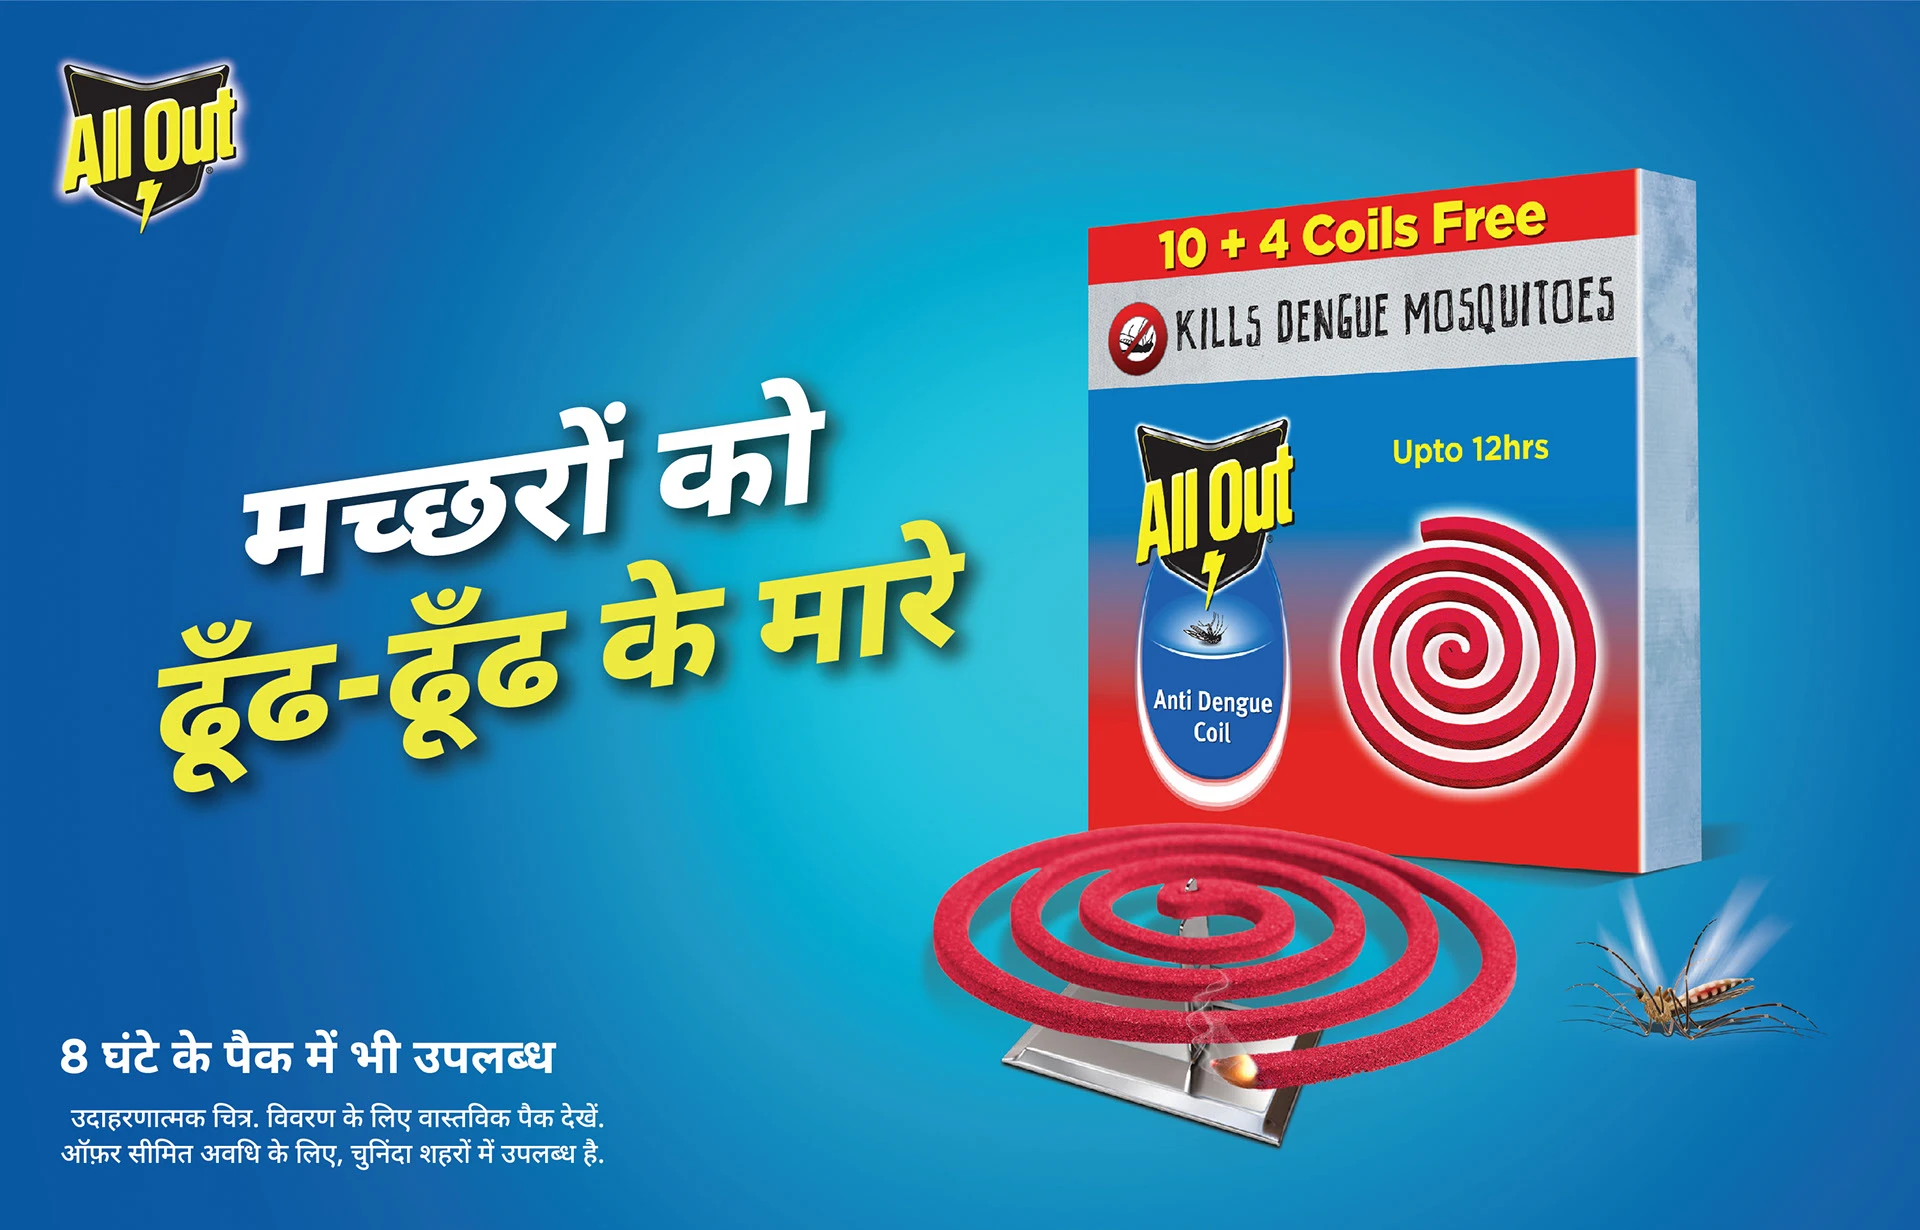 All Out
10 + 4 Coils Free
KILLS DENGUE MOSQUITOES
Upto 12hrs
All Out
Anti Dengue
Coil
मच्छरों को
ढूँढ-ढूँढ के मारे
8 घंटे के पैक में भी उपलब्ध
उदाहरणात्मक चित्र. विवरण के लिए वास्तविक पैक देखें.
ऑफ़र सीमित अवधि के लिए, चुनिंदा शहरों में उपलब्ध है.